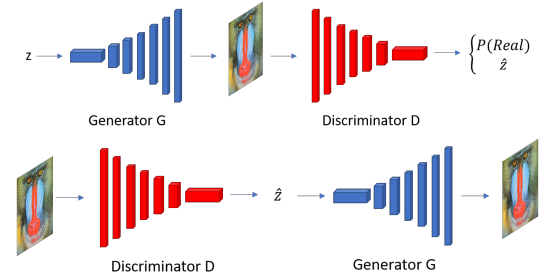 z
P(Real)
ẑ
Generator G
Discriminator D
ẑ
Discriminator D
Generator G